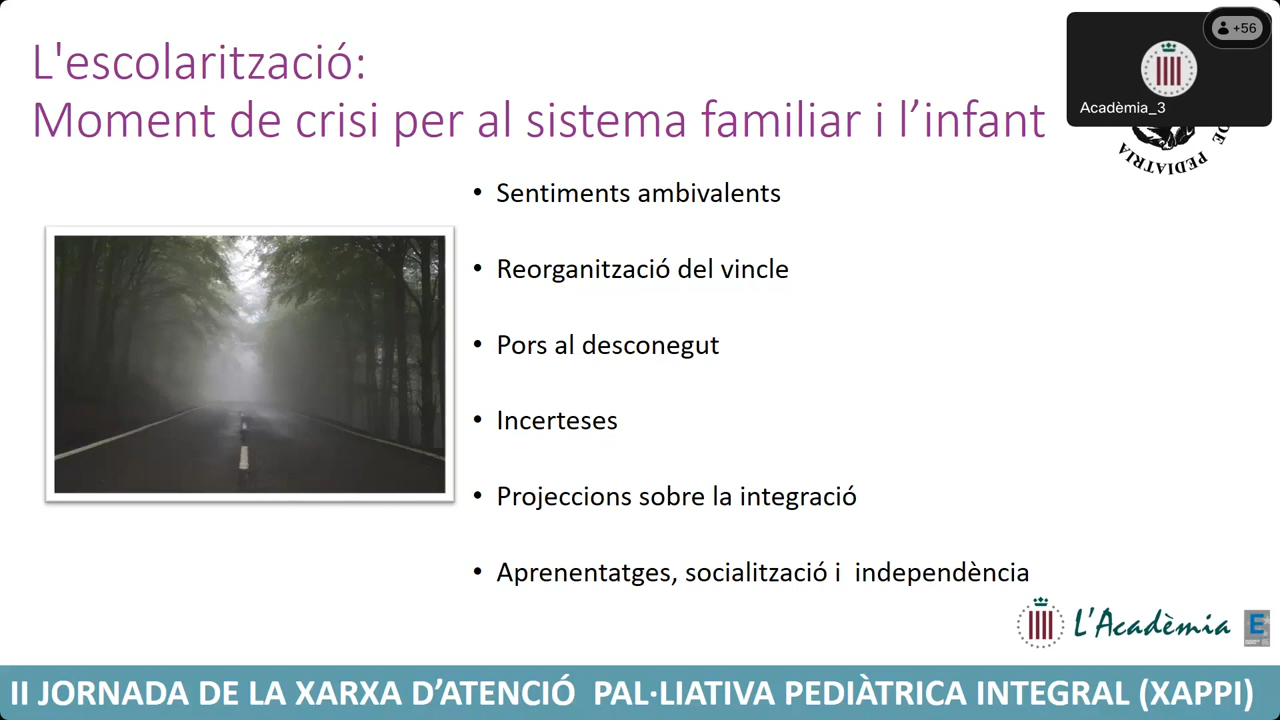 L'escolarització:
Moment de crisi per al sistema familiar i l’infant
+56
Acadèmia_3
DE PEDIATRIA
• Sentiments ambivalents
• Reorganització del vincle
• Pors al desconegut
• Incerteses
• Projeccions sobre la integració
• Aprenentatges, socialització i independència
L'Acadèmia
E
II JORNADA DE LA XARXA D’ATENCIÓ PAL·LIATIVA PEDIÀTRICA INTEGRAL (XAPPI)